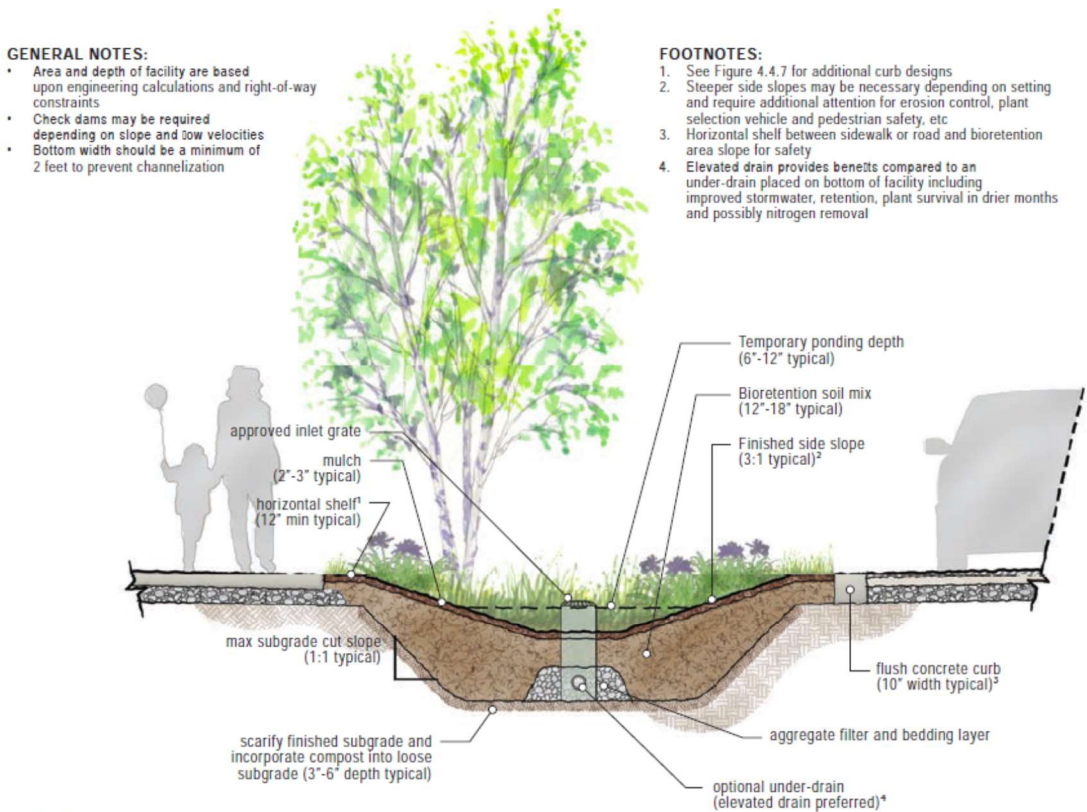 GENERAL NOTES:
• Area and depth of facility are based
upon engineering calculations and right-of-way
constraints
• Check dams may be required
depending on slope and ▯ow velocities
• Bottom width should be a minimum of
2 feet to prevent channelization
FOOTNOTES:
1. See Figure 4.4.7 for additional curb designs
2. Steeper side slopes may be necessary depending on setting
and require additional attention for erosion control, plant
selection vehicle and pedestrian safety, etc
3. Horizontal shelf between sidewalk or road and bioretention
area slope for safety
4. Elevated drain provides bene▯ts compared to an
under-drain placed on bottom of facility including
improved stormwater, retention, plant survival in drier months
and possibly nitrogen removal
Temporary ponding depth
(6"-12" typical)
Bioretention soil mix
(12"-18" typical)
Finished side slope
(3:1 typical)²
approved inlet grate
mulch
(2"-3" typical)
horizontal shelf¹
(12" min typical)
max subgrade cut slope
(1:1 typical)
flush concrete curb
(10" width typical)³
scarify finished subgrade and
incorporate compost into loose
subgrade (3"-6" depth typical)
aggregate filter and bedding layer
optional under-drain
(elevated drain preferred)⁴